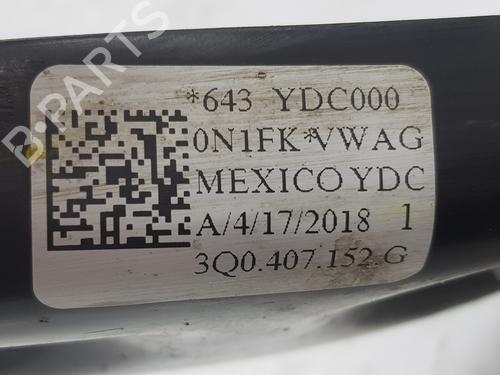 *643 YDC000
0N1FK*VWAG
MEXICO YDC
A/4/17/2018 1
3Q0.407.152 G
B-PARTS